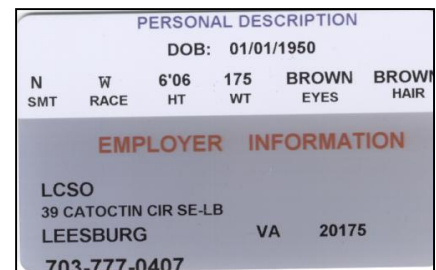 PERSONAL DESCRIPTION
DOB: 01/01/1950
N W 6'06 175 BROWN BROWN
SMT RACE HT WT EYES HAIR
EMPLOYER INFORMATION
LCSO
39 CATOCTIN CIR SE-LB
LEESBURG VA 20175
703-777-0407